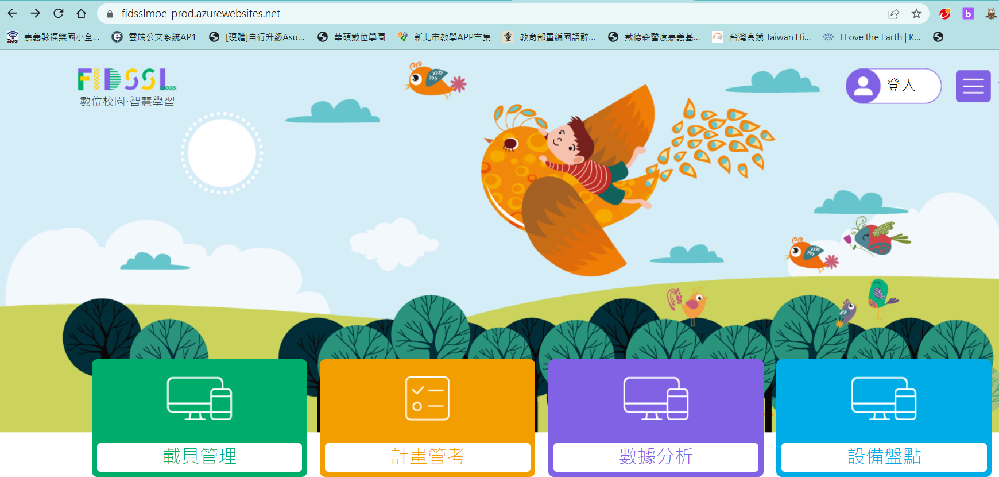 fidsslmoe-prod.azurewebsites.net
嘉義縣福樂國小全...
雲端公文系統AP1
[硬體]自行升級Asu...
華碩數位學園
新北市教學APP市集
教育部重編國語辭...
戴德森醫療嘉義基...
台灣高鐵 Taiwan Hi...
I Love the Earth | K...
FIDSSL
數位校園·智慧學習
登入
載具管理
計畫管考
數據分析
設備盤點